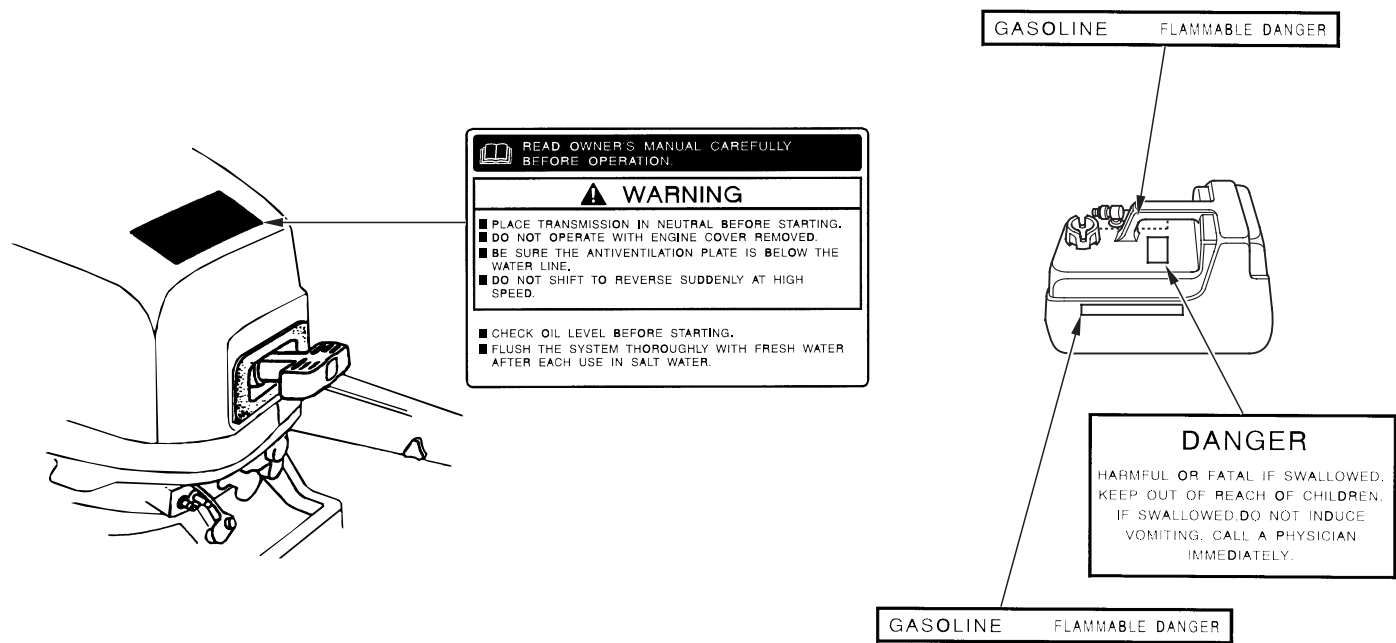 GASOLINE FLAMMABLE DANGER
READ OWNER'S MANUAL CAREFULLY
BEFORE OPERATION.
WARNING
■ PLACE TRANSMISSION IN NEUTRAL BEFORE STARTING.
■ DO NOT OPERATE WITH ENGINE COVER REMOVED.
■ BE SURE THE ANTIVENTILATION PLATE IS BELOW THE
WATER LINE.
■ DO NOT SHIFT TO REVERSE SUDDENLY AT HIGH
SPEED.
■ CHECK OIL LEVEL BEFORE STARTING.
■ FLUSH THE SYSTEM THOROUGHLY WITH FRESH WATER
AFTER EACH USE IN SALT WATER.
DANGER
HARMFUL OR FATAL IF SWALLOWED.
KEEP OUT OF REACH OF CHILDREN.
IF SWALLOWED,DO NOT INDUCE
VOMITING. CALL A PHYSICIAN
IMMEDIATELY.
GASOLINE FLAMMABLE DANGER